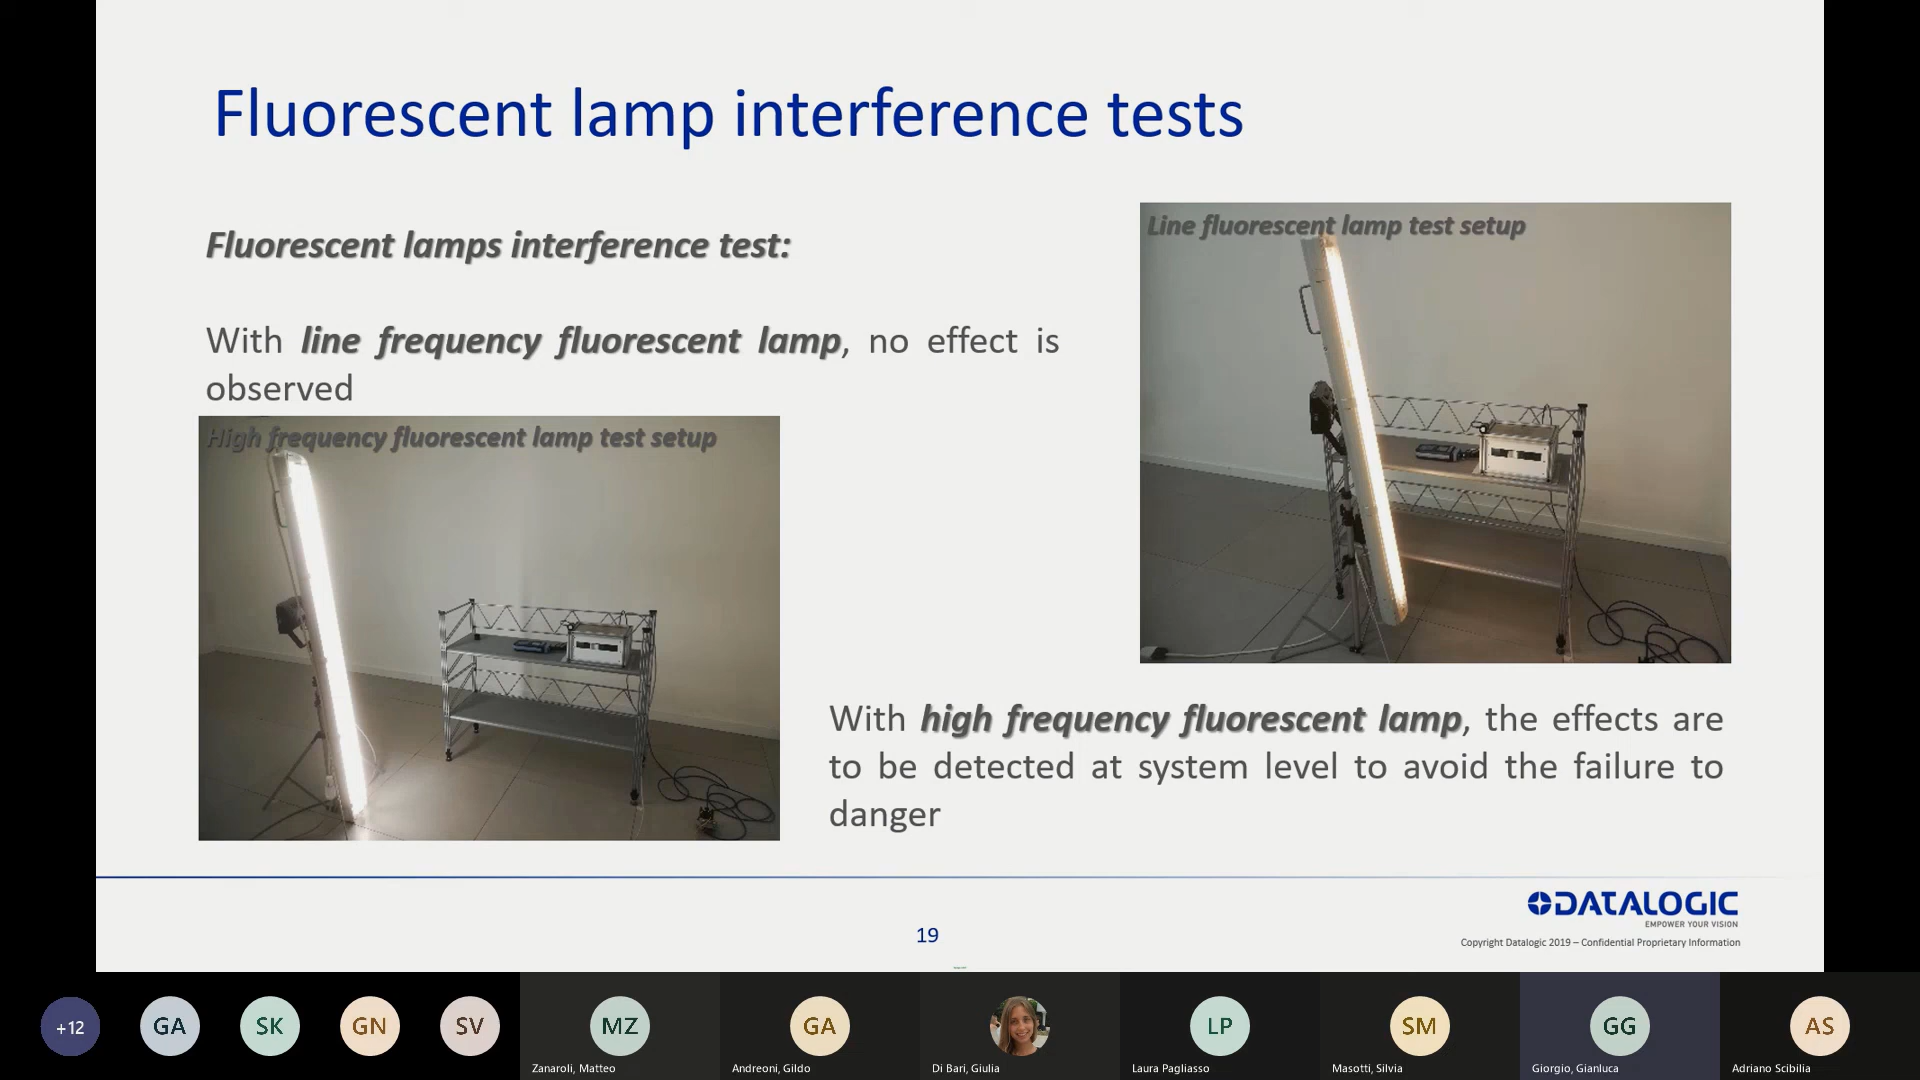 Fluorescent lamp interference tests
Fluorescent lamps interference test:
With line frequency fluorescent lamp, no effect is
observed
Line fluorescent lamp test setup
High frequency fluorescent lamp test setup
With high frequency fluorescent lamp, the effects are
to be detected at system level to avoid the failure to
danger
DATALOGIC
EMPOWER YOUR VISION
19
Copyright Datalogic 2019 – Confidential Proprietary Information
+12
GA
SK
GN
SV
MZ
GA
LP
SM
GG
AS
Zanaroli, Matteo
Andreoni, Gildo
Di Bari, Giulia
Laura Pagliasso
Masotti, Silvia
Giorgio, Gianluca
Adriano Scibilia